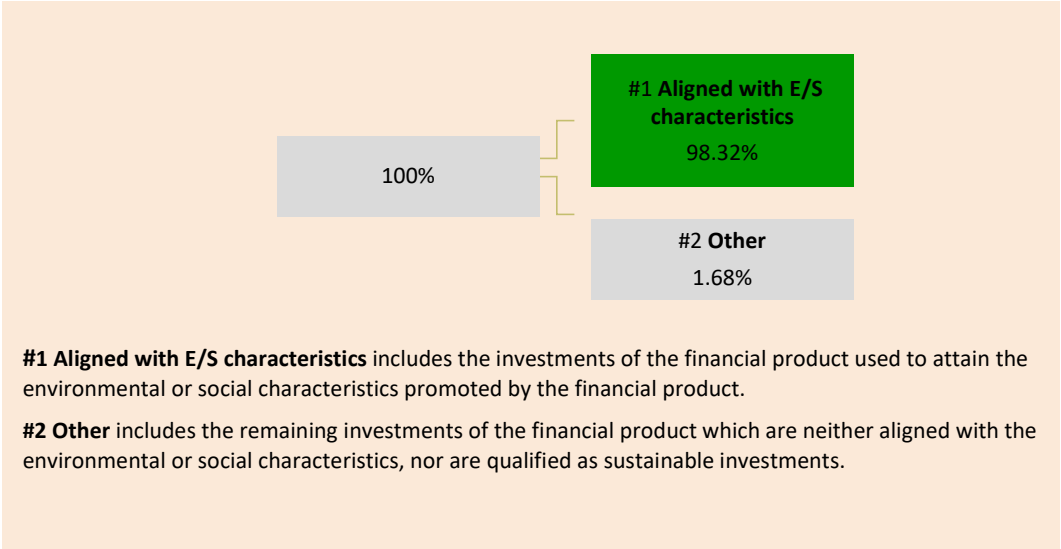 #1 Aligned with E/S
characteristics
98.32%
100%
#2 Other
1.68%
#1 Aligned with E/S characteristics includes the investments of the financial product used to attain the
environmental or social characteristics promoted by the financial product.
#2 Other includes the remaining investments of the financial product which are neither aligned with the
environmental or social characteristics, nor are qualified as sustainable investments.